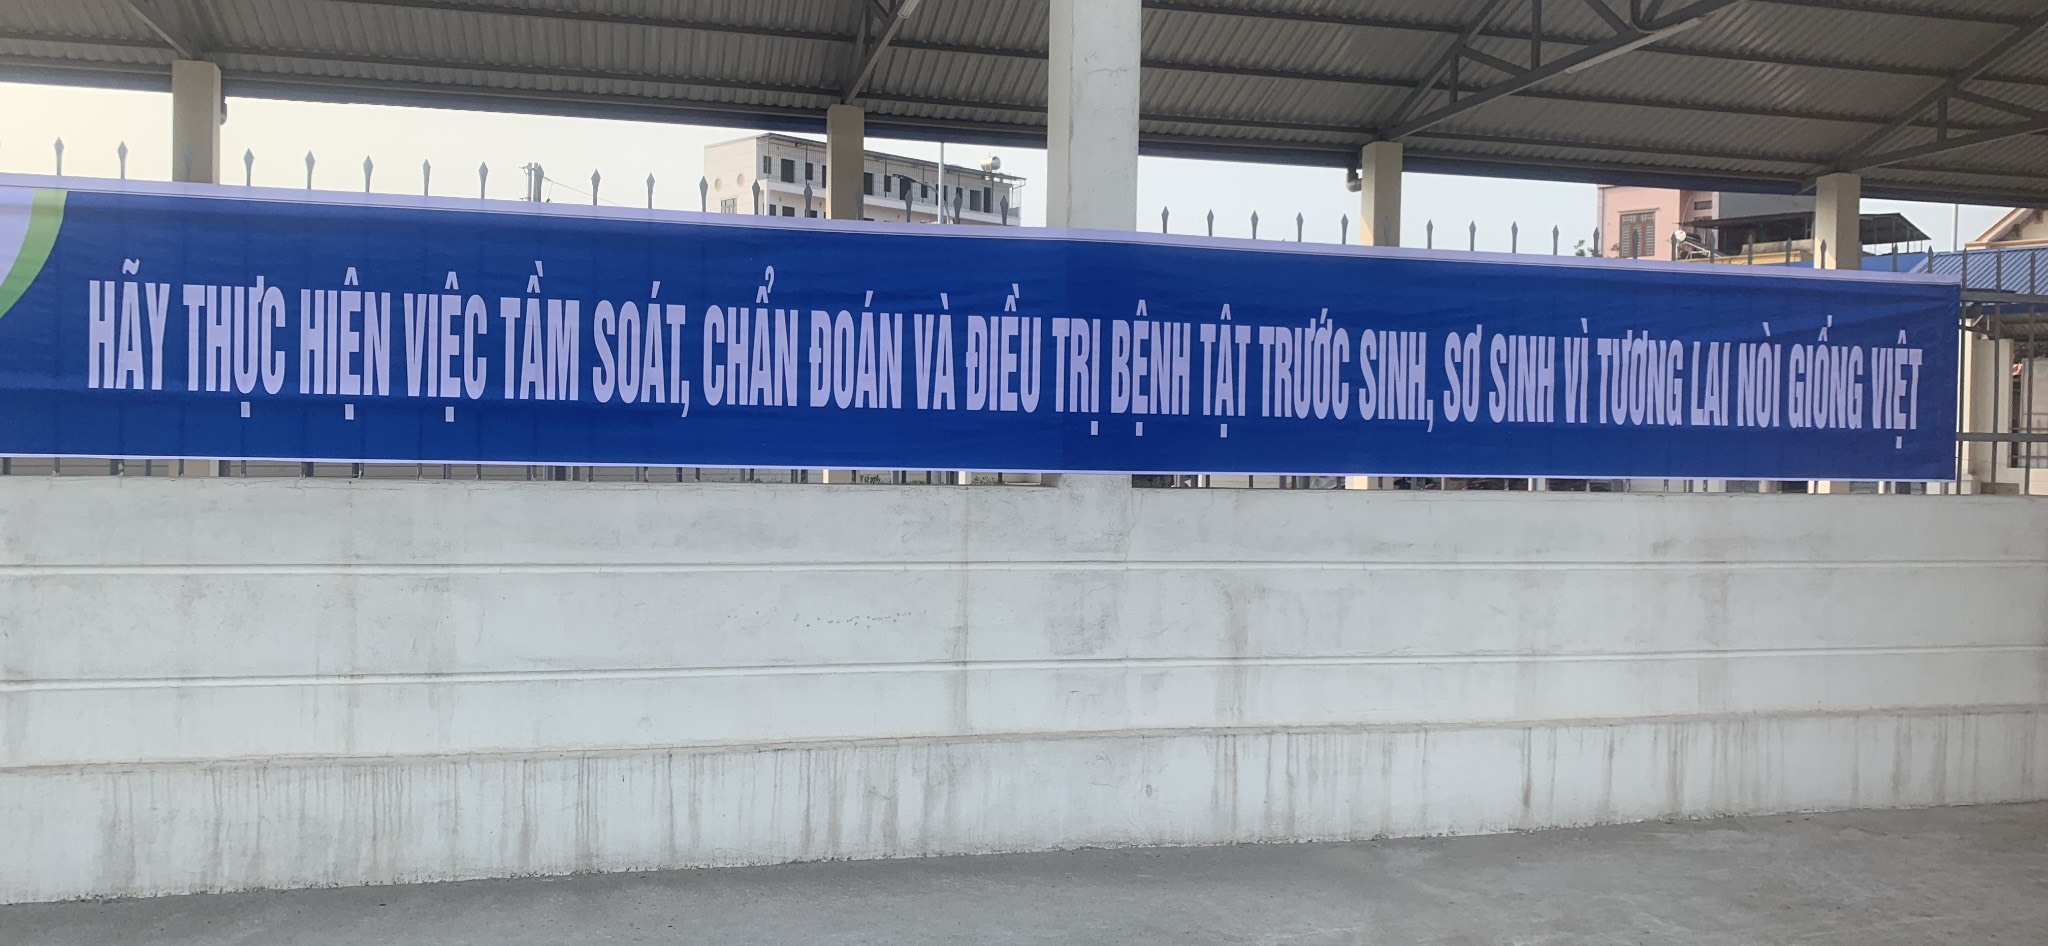 HÃY THỰC HIỆN VIỆC TẦM SOÁT, CHẨN ĐOÁN VÀ ĐIỀU TRỊ BỆNH TẬT TRƯỚC SINH, SƠ SINH VÌ TƯƠNG LAI NÒI GIỐNG VIỆT